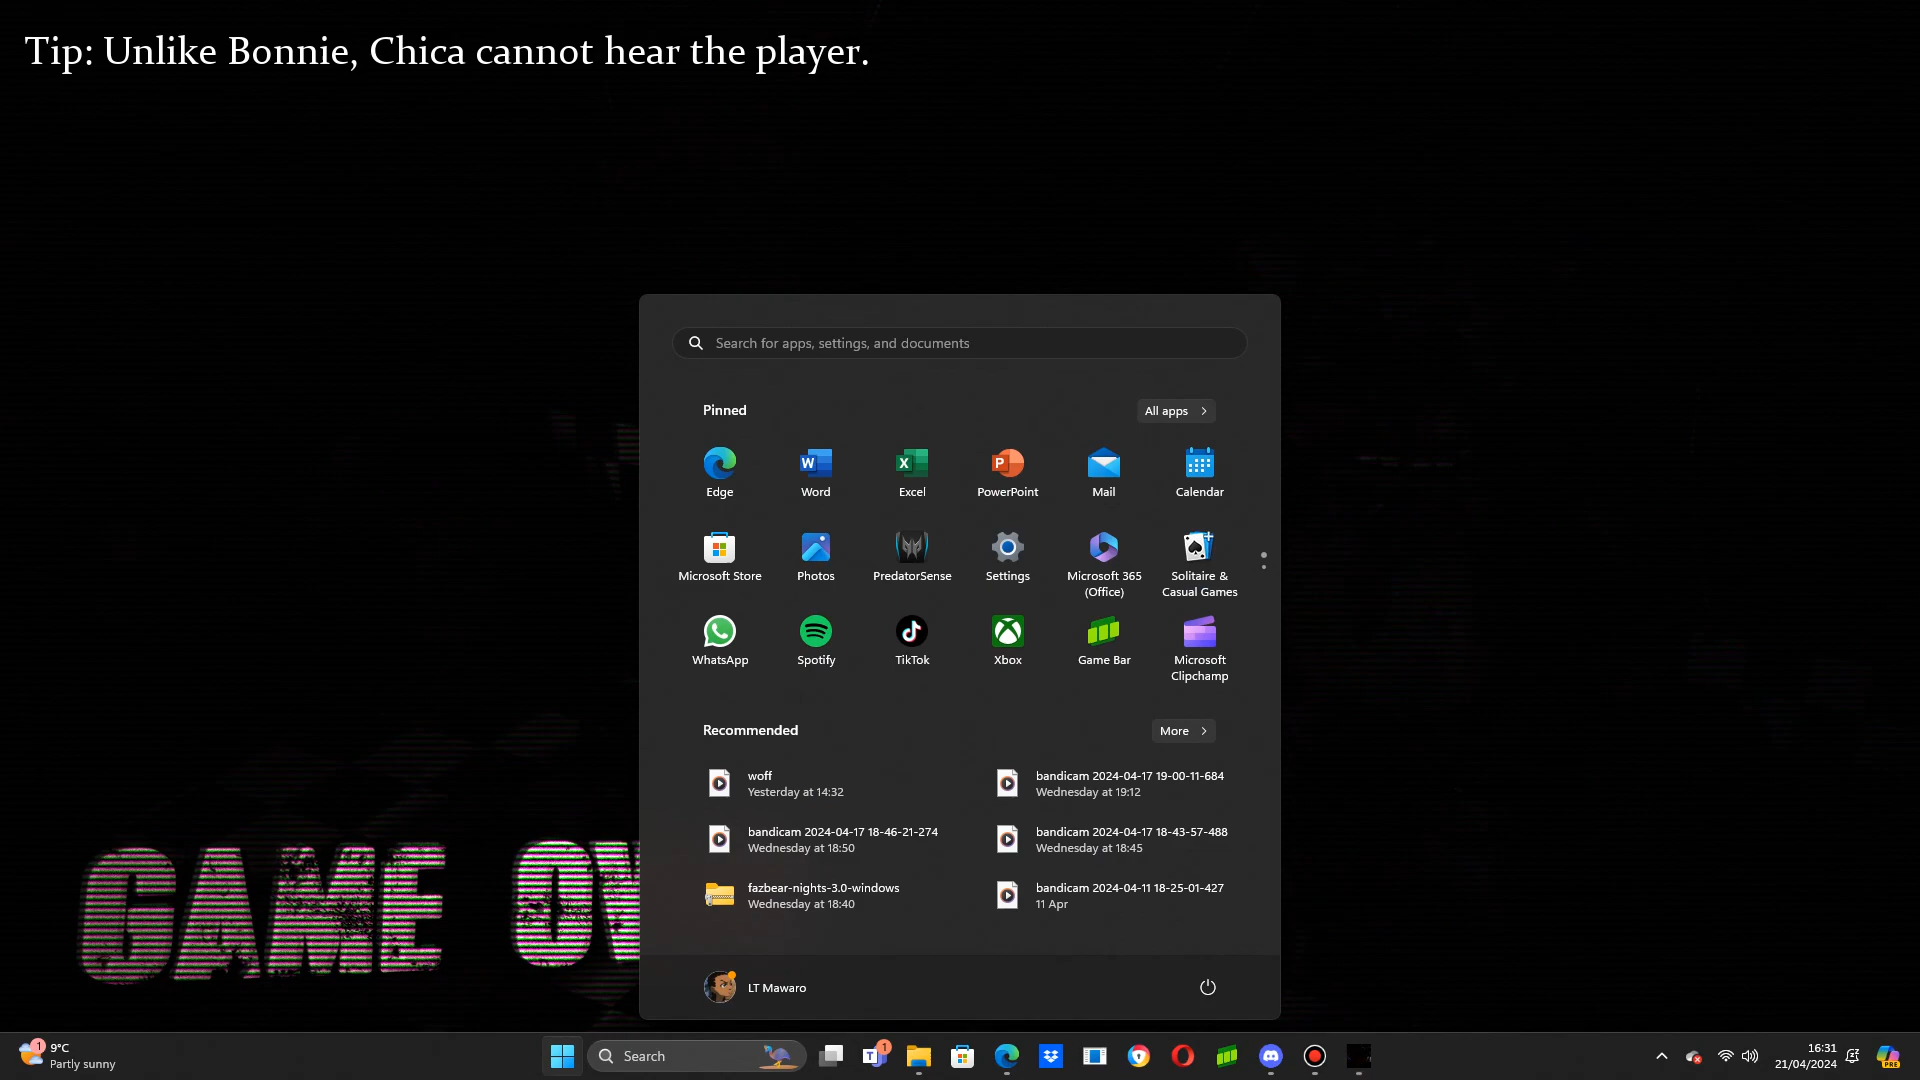 Tip: Unlike Bonnie, Chica cannot hear the player.
Search for apps, settings, and documents
Pinned
All apps
Edge
Word
Excel
PowerPoint
Mail
Calendar
Microsoft Store
Photos
PredatorSense
Settings
Microsoft 365
(Office)
Solitaire &
Casual Games
WhatsApp
Spotify
TikTok
Xbox
Game Bar
Microsoft
Clipchamp
Recommended
More
woff
Yesterday at 14:32
bandicam 2024-04-17 19-00-11-684
Wednesday at 19:12
bandicam 2024-04-17 18-46-21-274
Wednesday at 18:50
bandicam 2024-04-17 18-43-57-488
Wednesday at 18:45
fazbear-nights-3.0-windows
Wednesday at 18:40
bandicam 2024-04-11 18-25-01-427
11 Apr
GAME OV
LT Mawaro
1
9°C
Partly sunny
Search
1
16:31
21/04/2024
PRE